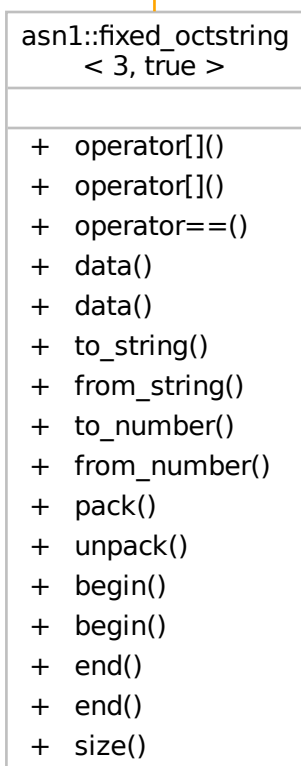 asn1::fixed_octstring
< 3, true >
+ operator[]()
+ operator[]()
+ operator==()
+ data()
+ data()
+ to_string()
+ from_string()
+ to_number()
+ from_number()
+ pack()
+ unpack()
+ begin()
+ begin()
+ end()
+ end()
+ size()